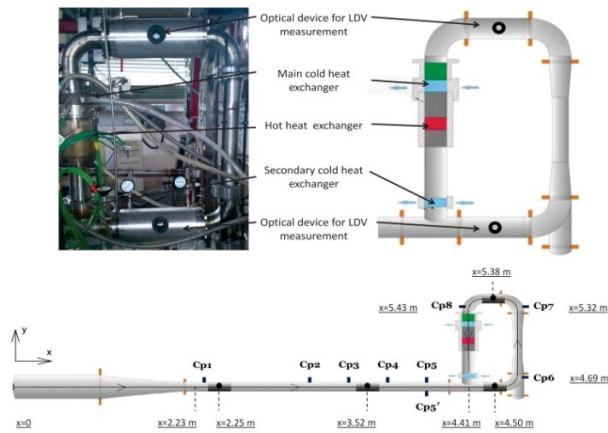 Optical device for LDV
measurement
Main cold heat
exchanger
Hot heat exchanger
Secondary cold heat
exchanger
Optical device for LDV
measurement
x=5.38 m
x=5.43 m
Cp8
Cp7
x=5.32 m
y
x
Cp1
Cp2
Cp3
Cp4
Cp5
Cp5'
Cp6
x=4.69 m
x=0
x=2.23 m
x=2.25 m
x=3.52 m
x=4.41 m
x=4.50 m